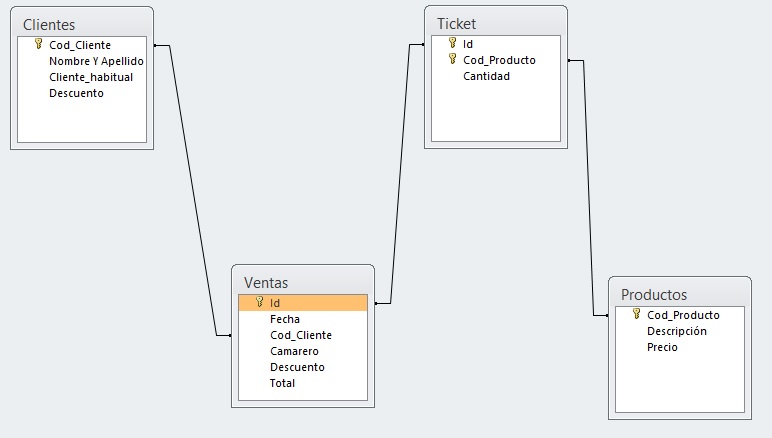 Clientes
Cod_Cliente
Nombre Y Apellido
Cliente_habitual
Descuento
Ticket
Id
Cod_Producto
Cantidad
Ventas
Id
Fecha
Cod_Cliente
Camarero
Descuento
Total
Productos
Cod_Producto
Descripción
Precio